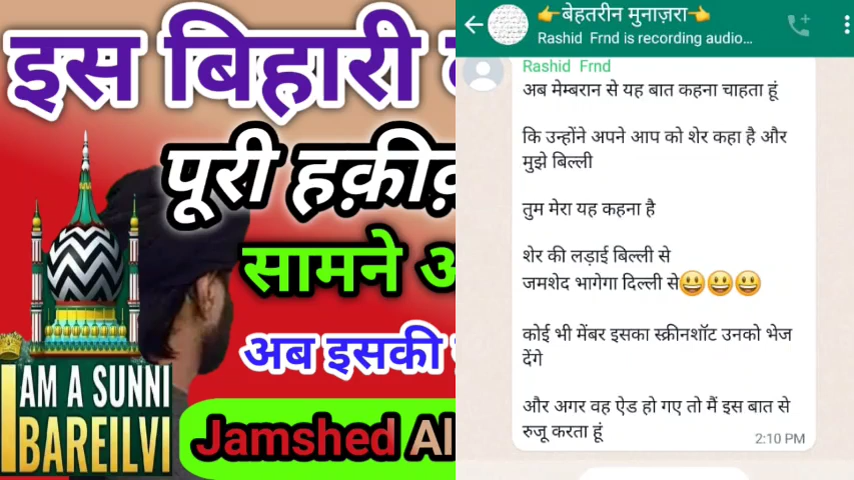 इस बिहारी
पूरी
सामने
अब इसकी
AM A SUNNI
BAREILVI
Jamshed Al
👉बेहतरीन मुनाज़रा👈
Rashid Frnd is recording audio...
Rashid Frnd
अब मेम्बरान से यह बात कहना चाहता हूं
कि उन्होंने अपने आप को शेर कहा है और
मुझे बिल्ली
तुम मेरा यह कहना है
शेर की लड़ाई बिल्ली से
जमशेद भागेगा दिल्ली से😃😃😃
कोई भी मेंबर इसका स्क्रीनशॉट उनको भेज
देंगे
और अगर वह ऐड हो गए तो मैं इस बात से
रुजू करता हूं
2:10 PM